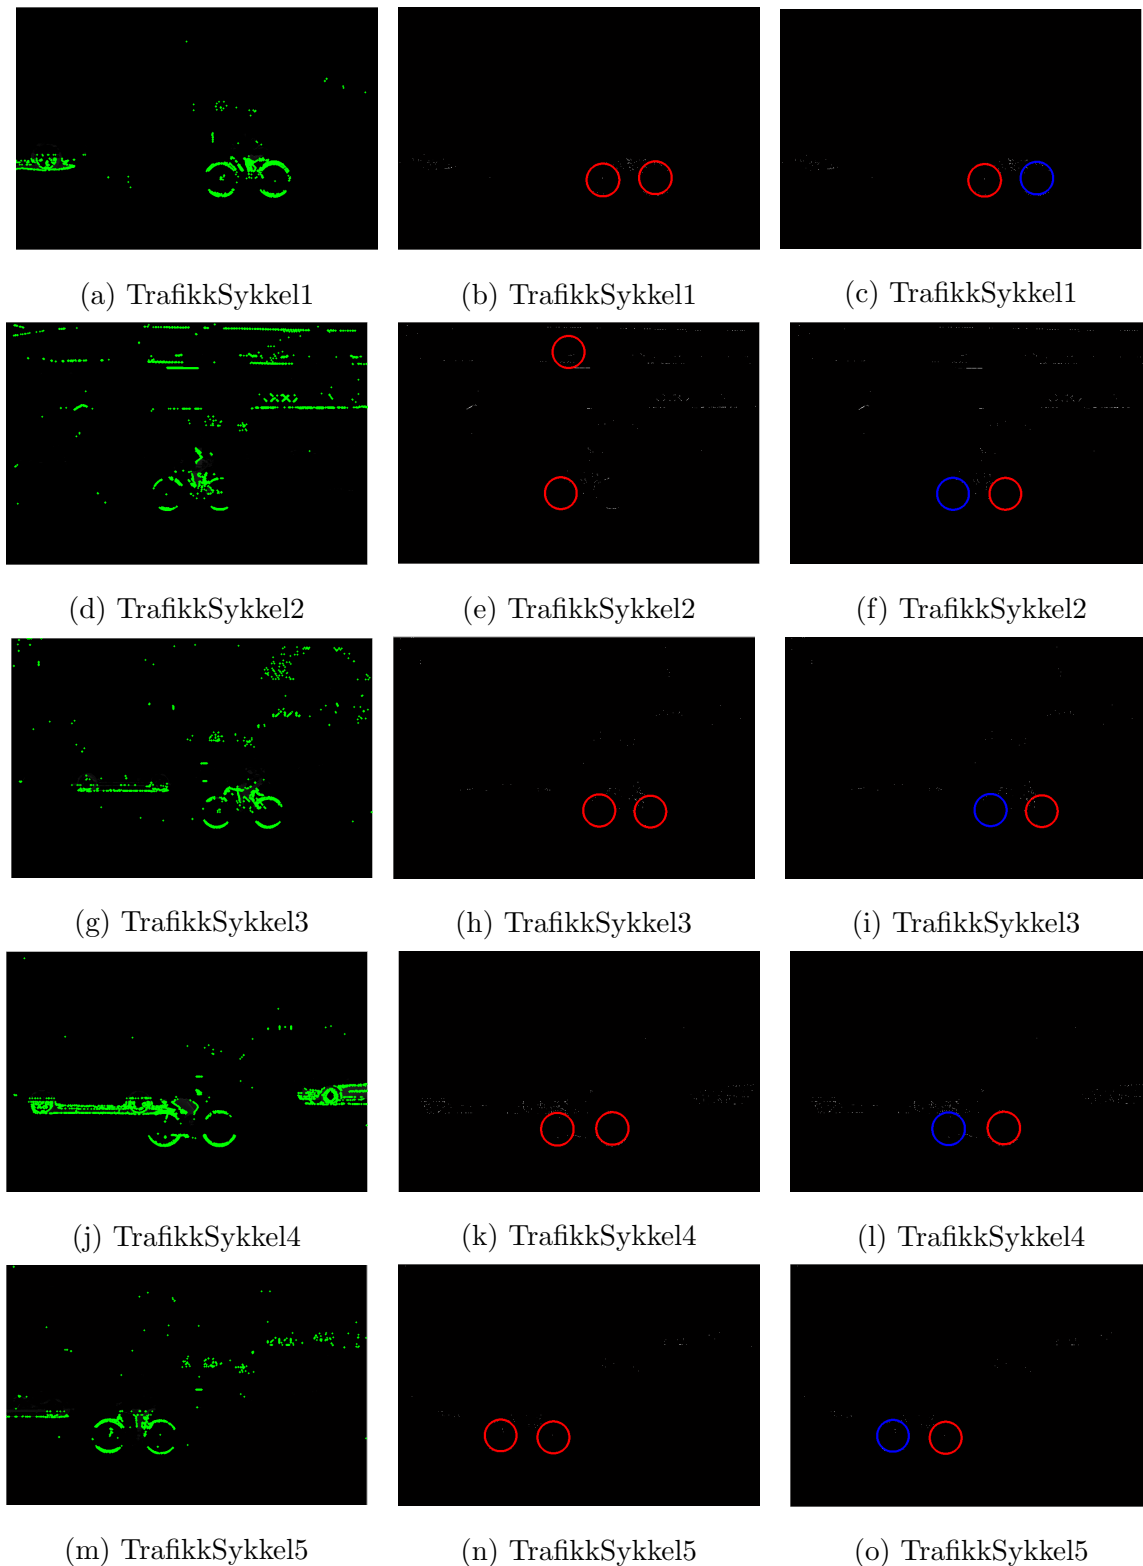 (a) TrafikkSykkel1
(b) TrafikkSykkel1
(c) TrafikkSykkel1
(d) TrafikkSykkel2
(e) TrafikkSykkel2
(f) TrafikkSykkel2
(g) TrafikkSykkel3
(h) TrafikkSykkel3
(i) TrafikkSykkel3
(j) TrafikkSykkel4
(k) TrafikkSykkel4
(l) TrafikkSykkel4
(m) TrafikkSykkel5
(n) TrafikkSykkel5
(o) TrafikkSykkel5